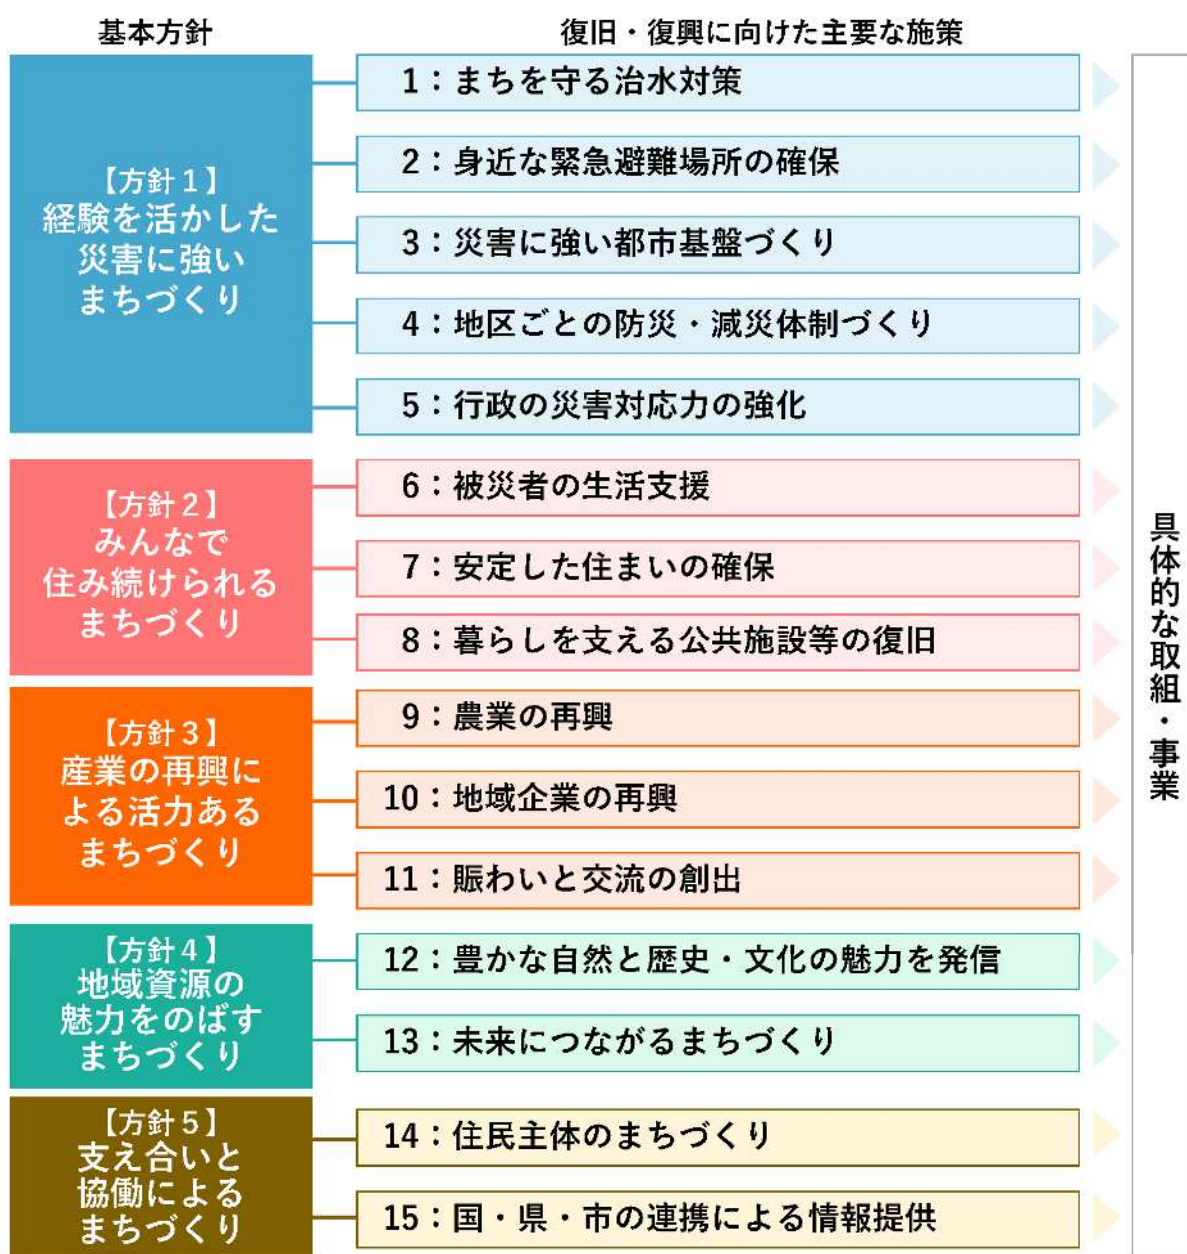 基本方針
復旧・復興に向けた主要な施策
【方針１】
経験を活かした
災害に強い
まちづくり
1：まちを守る治水対策
2：身近な緊急避難場所の確保
3：災害に強い都市基盤づくり
4：地区ごとの防災・減災体制づくり
5：行政の災害対応力の強化
【方針２】
みんなで
住み続けられる
まちづくり
6：被災者の生活支援
7：安定した住まいの確保
8：暮らしを支える公共施設等の復旧
【方針３】
産業の再興に
よる活力ある
まちづくり
9：農業の再興
10：地域企業の再興
11：賑わいと交流の創出
【方針４】
地域資源の
魅力をのばす
まちづくり
12：豊かな自然と歴史・文化の魅力を発信
13：未来につながるまちづくり
【方針５】
支え合いと
協働による
まちづくり
14：住民主体のまちづくり
15：国・県・市の連携による情報提供
具体的な取組・事業